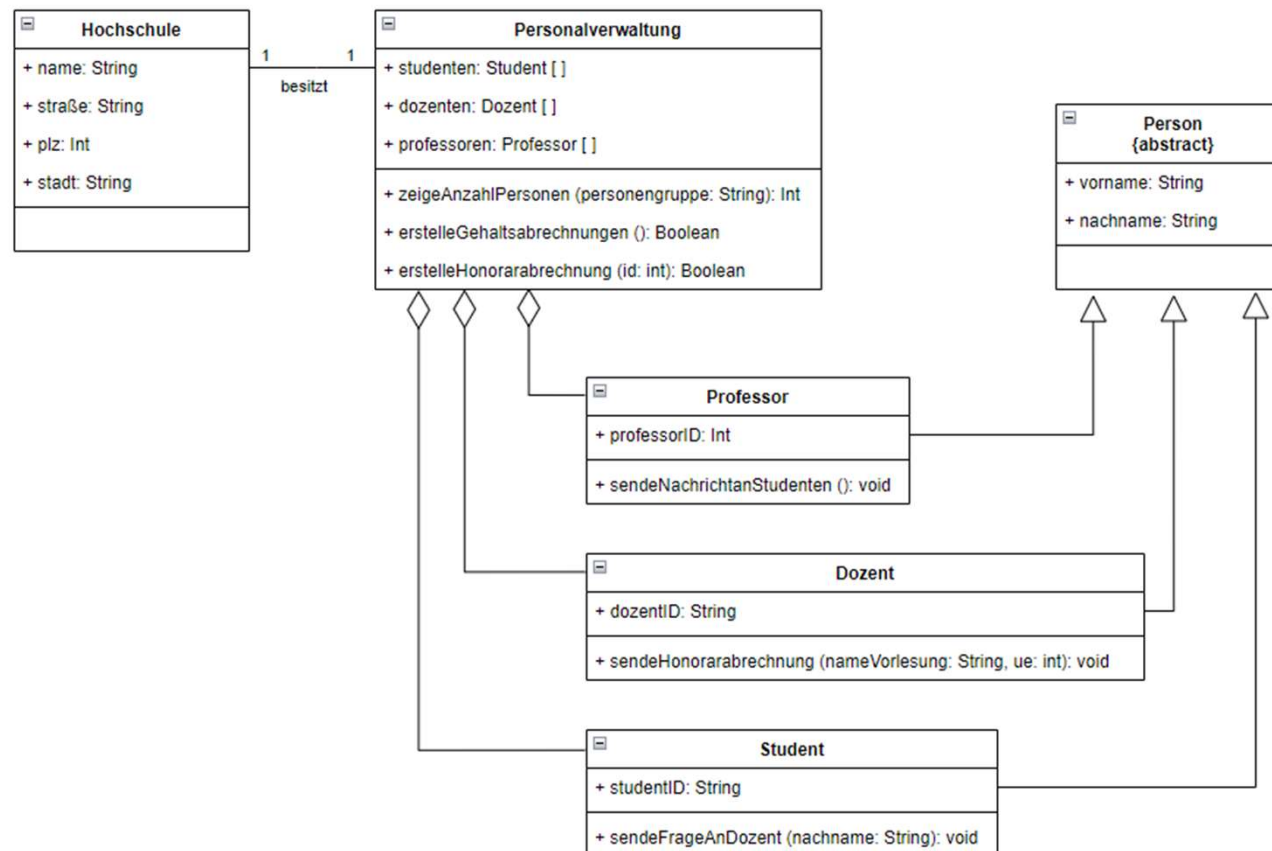 Hochschule
+ name: String
+ straße: String
+ plz: Int
+ stadt: String
1 1
besitzt
Personalverwaltung
+ studenten: Student [ ]
+ dozenten: Dozent [ ]
+ professoren: Professor [ ]
+ zeigeAnzahlPersonen (personengruppe: String): Int
+ erstelleGehaltsabrechnungen (): Boolean
+ erstelleHonorarabrechnung (id: int): Boolean
Person
{abstract}
+ vorname: String
+ nachname: String
Professor
+ professorID: Int
+ sendeNachrichtanStudenten (): void
Dozent
+ dozentID: String
+ sendeHonorarabrechnung (nameVorlesung: String, ue: int): void
Student
+ studentID: String
+ sendeFrageAnDozent (nachname: String): void